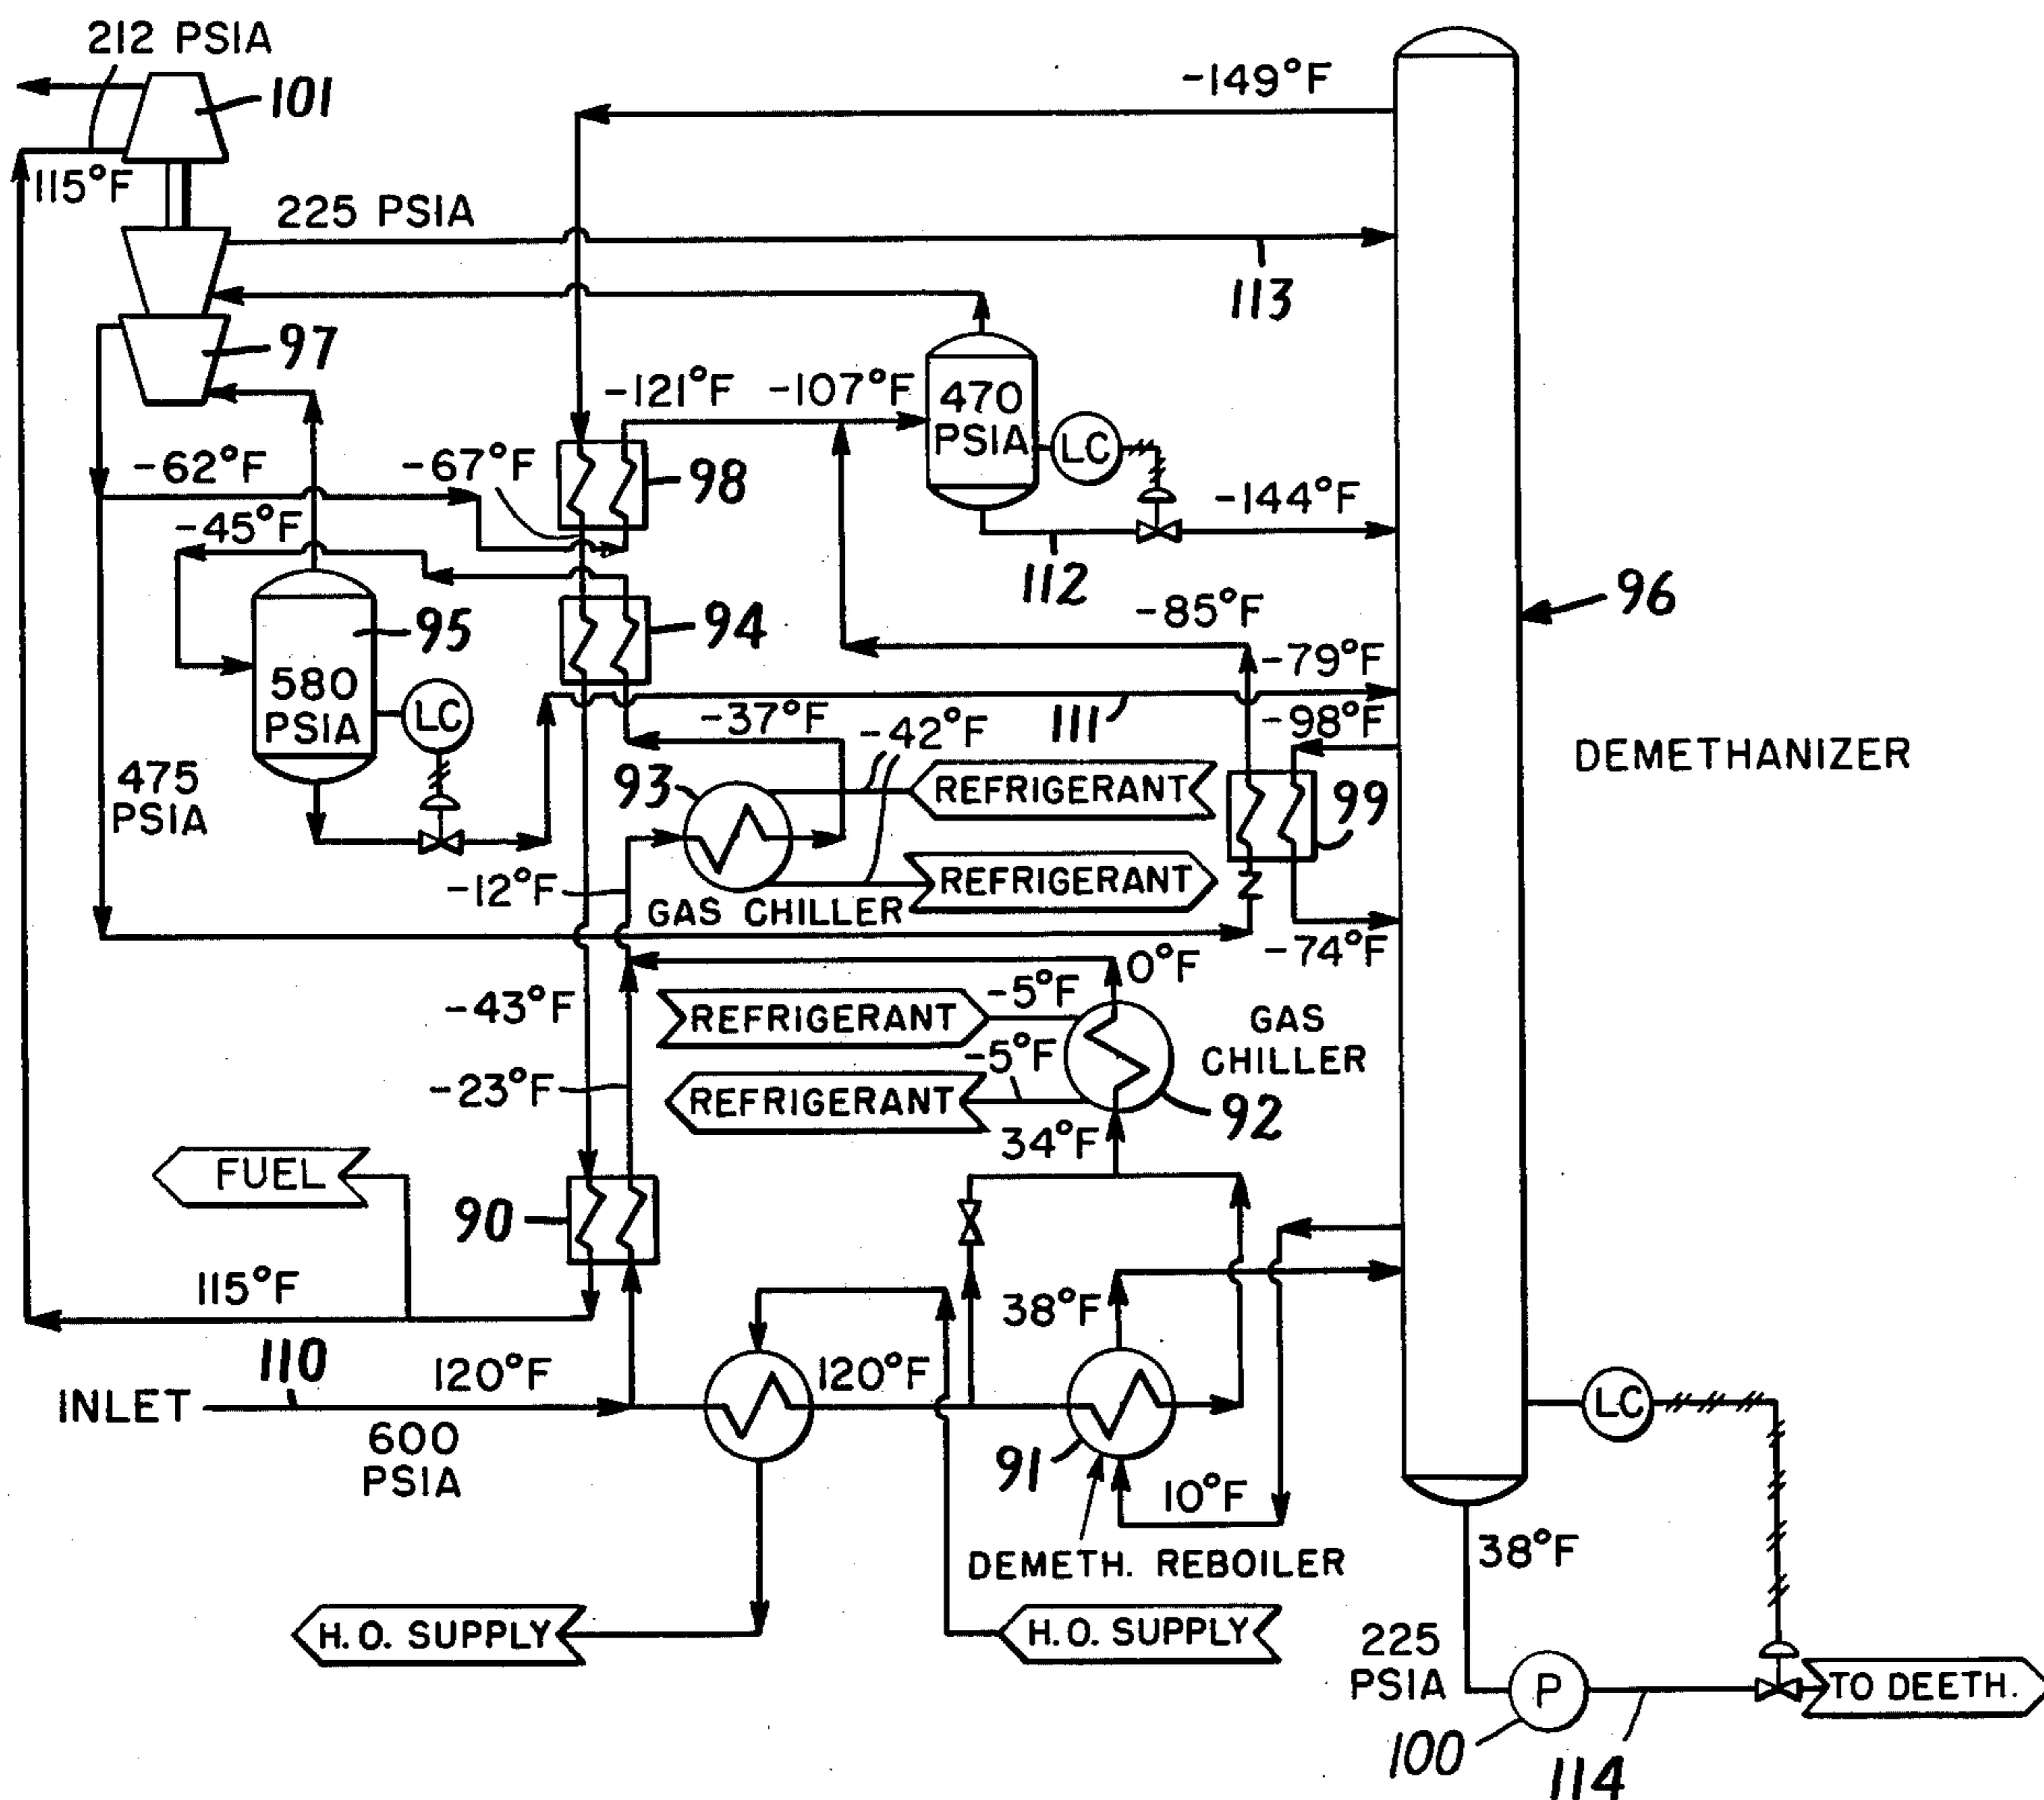 212 PSIA
101
-149°F
115°F
225 PSIA
113
97
-121°F
-107°F
470
PSIA
LC
-62°F
-67°F
98
-144°F
-45°F
112
96
95
94
-85°F
580
PSIA
LC
-79°F
-37°F
111
-98°F
-42°F
DEMETHANIZER
475
PSIA
93
REFRIGERANT
99
-12°F
REFRIGERANT
GAS CHILLER
-74°F
0°F
-43°F
REFRIGERANT
-5°F
GAS
CHILLER
-5°F
-23°F
REFRIGERANT
92
34°F
FUEL
90
115°F
38°F
110
120°F
120°F
INLET
600
PSIA
LC
91
10°F
38°F
DEMETH. REBOILER
H.O. SUPPLY
H.O. SUPPLY
225
PSIA
P
TO DEETH.
100
114